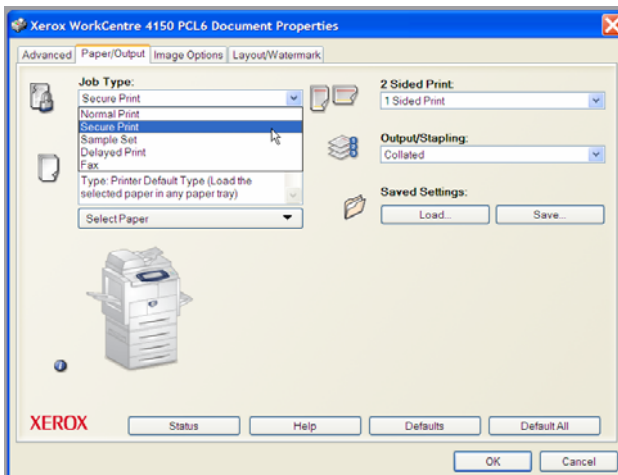 Xerox WorkCentre 4150 PCL6 Document Properties
Advanced Paper/Output Image Options Layout/Watermark
Job Type:
Secure Print
Normal Print
Secure Print
Sample Set
Delayed Print
Fax
Type: Printer Default Type (Load the
selected paper in any paper tray)
Select Paper
2 Sided Print:
1 Sided Print
Output/Stapling:
Collated
Saved Settings:
Load... Save...
XEROX Status Help Defaults Default All
OK Cancel